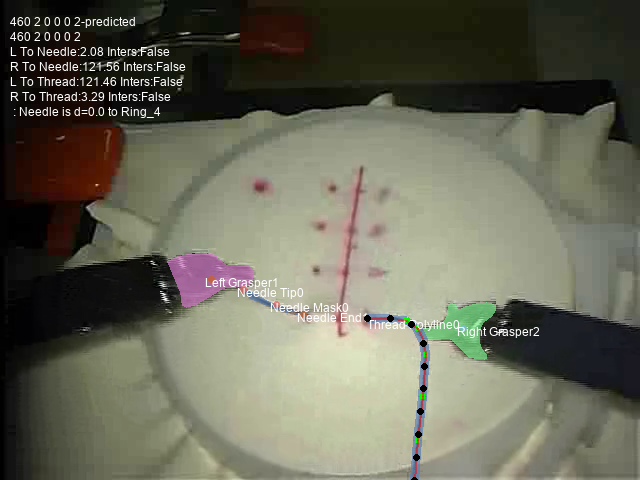 460 2 0 0 0 2-predicted
460 2 0 0 0 2
L To Needle:2.08 Inters:False
R To Needle:121.56 Inters:False
L To Thread:121.46 Inters:False
R To Thread:3.29 Inters:False
: Needle is d=0.0 to Ring_4
Left Grasper1
Needle Tip0
Needle Mask0
Needle End
Thread Polyline0
Right Grasper2